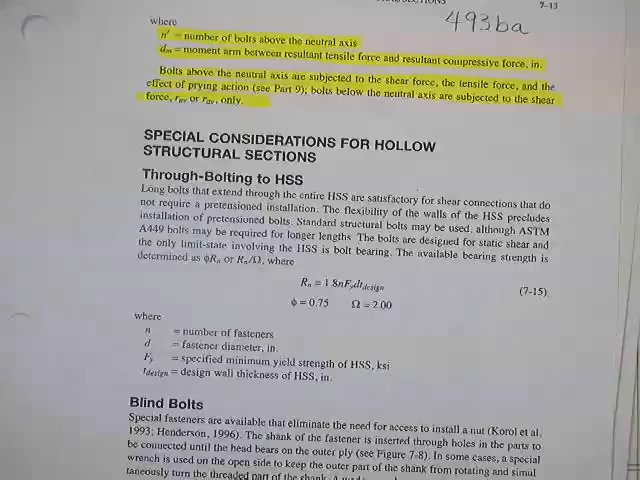 7-13
493ba
where
n' = number of bolts above the neutral axis
dm = moment arm between resultant tensile force and resultant compressive force, in.
Bolts above the neutral axis are subjected to the shear force, the tensile force, and the
effect of prying action (see Part 9); bolts below the neutral axis are subjected to the shear
force, ruv or rav, only.
SPECIAL CONSIDERATIONS FOR HOLLOW
STRUCTURAL SECTIONS
Through-Bolting to HSS
Long bolts that extend through the entire HSS are satisfactory for shear connections that do
not require a pretensioned installation. The flexibility of the walls of the HSS precludes
installation of pretensioned bolts. Standard structural bolts may be used, although ASTM
A449 bolts may be required for longer lengths. The bolts are designed for static shear and
the only limit-state involving the HSS is bolt bearing. The available bearing strength is
determined as ϕRn or Rn/Ω, where
Rn = 1.8nFydtdesign (7-15)
ϕ = 0.75 Ω = 2.00
where
n = number of fasteners
d = fastener diameter, in.
Fy = specified minimum yield strength of HSS, ksi
tdesign = design wall thickness of HSS, in.
Blind Bolts
Special fasteners are available that eliminate the need for access to install a nut (Korol et al.
1993; Henderson, 1996). The shank of the fastener is inserted through holes in the parts to
be connected until the head bears on the outer ply (see Figure 7-8). In some cases, a special
wrench is used on the open side to keep the outer part of the shank from rotating and simul
taneously turn the threaded part of the shank.